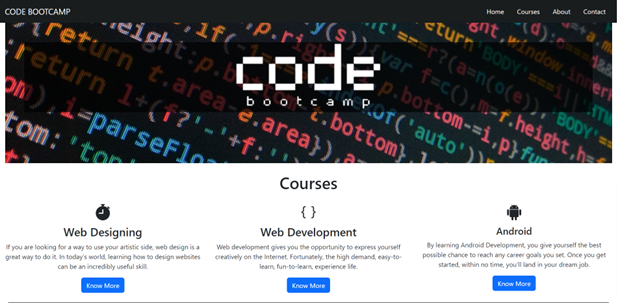 CODE BOOTCAMP
Home Courses About Contact
code
bootcamp
Courses
{ }
Web Designing
If you are looking for a way to use your artistic side, web design is a
great way to do it. In today's world, learning how to design websites
can be an incredibly useful skill.
Know More
Web Development
Web development gives you the opportunity to express yourself
creatively on the Internet. Fortunately, the high demand, easy-to-
learn, fun-to-learn, experience life.
Know More
Android
By learning Android Development, you give yourself the best
possible chance to reach any career goals you set. Once you get
started, within no time, you'll land in your dream job.
Know More